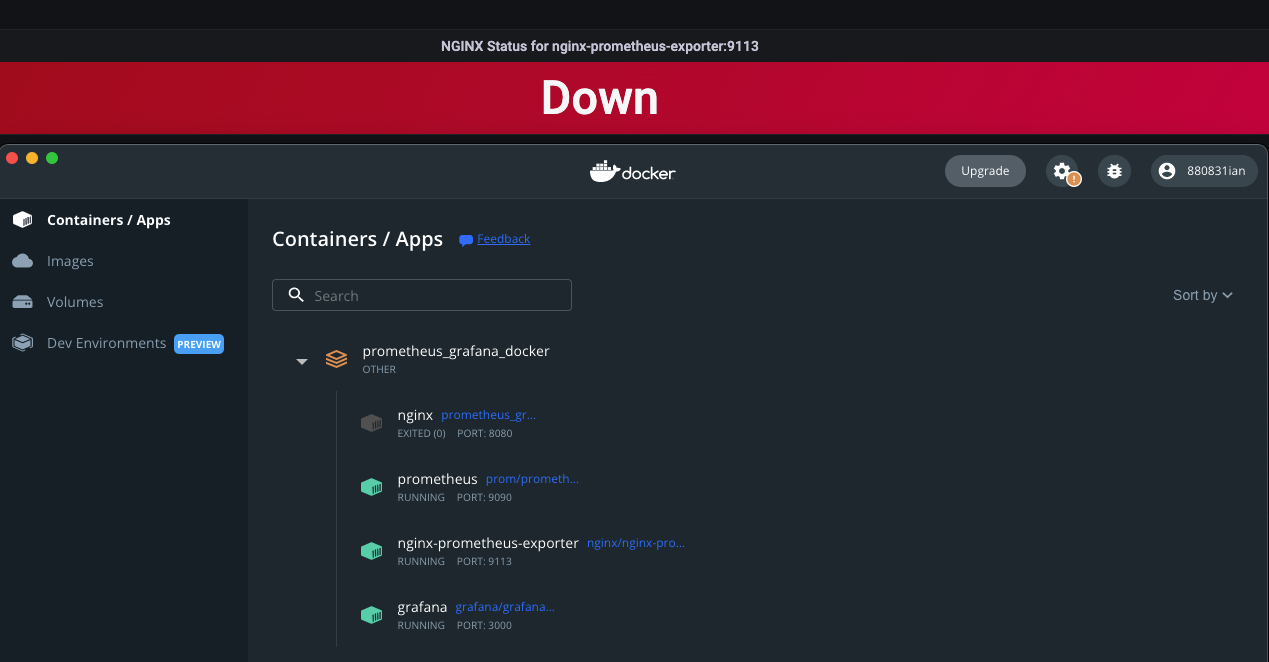 NGINX Status for nginx-prometheus-exporter:9113
Down
docker
Upgrade
880831ian
Containers / Apps
Images
Volumes
Dev Environments PREVIEW
Containers / Apps Feedback
Search
Sort by
prometheus_grafana_docker
OTHER
nginx prometheus_gr...
EXITED (0) PORT: 8080
prometheus prom/prometh...
RUNNING PORT: 9090
nginx-prometheus-exporter nginx/nginx-pro...
RUNNING PORT: 9113
grafana grafana/grafana...
RUNNING PORT: 3000